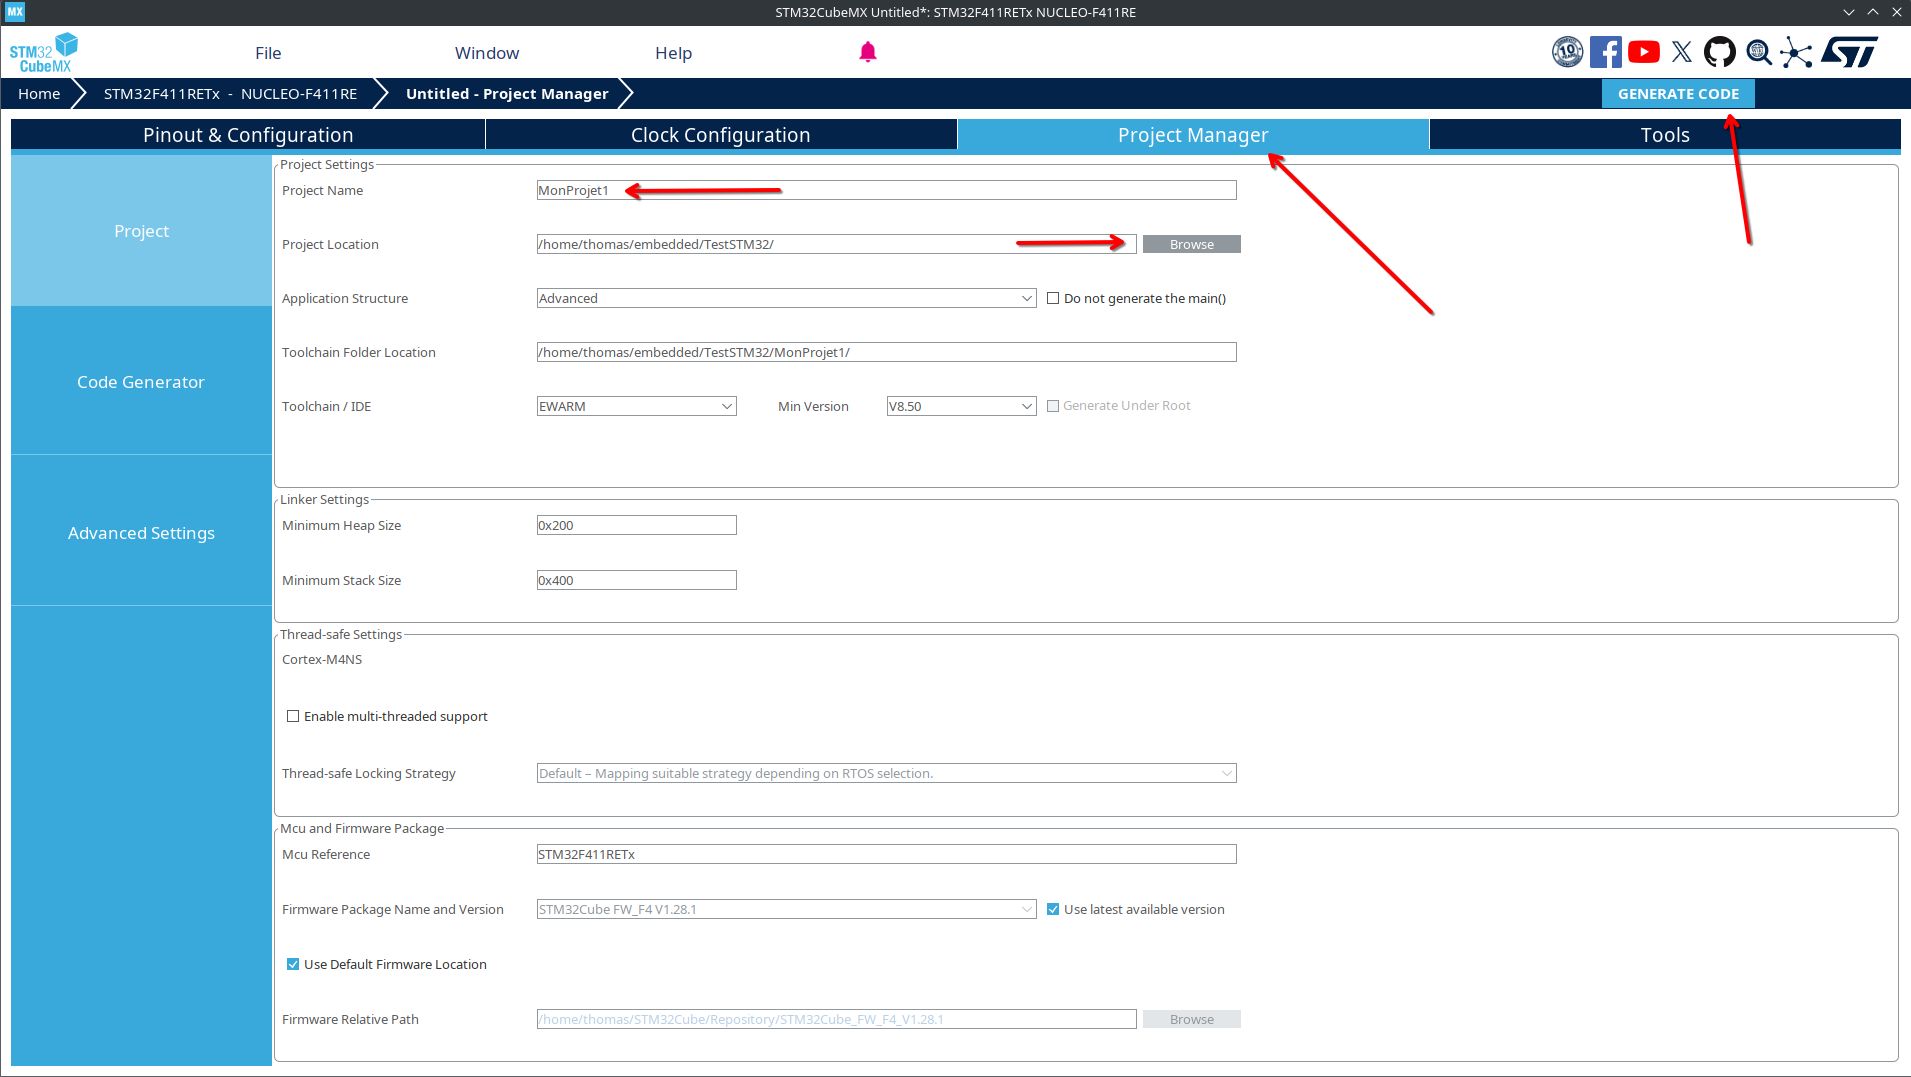 MX STM32CubeMX Untitled*: STM32F411RETx NUCLEO-F411RE
STM32
CubeMX
File Window Help
10
Home STM32F411RETx - NUCLEO-F411RE Untitled - Project Manager GENERATE CODE
Pinout & Configuration Clock Configuration Project Manager Tools
Project
Code Generator
Advanced Settings
Project Settings
Project Name MonProjet1
Project Location /home/thomas/embedded/TestSTM32/ Browse
Application Structure Advanced Do not generate the main()
Toolchain Folder Location /home/thomas/embedded/TestSTM32/MonProjet1/
Toolchain / IDE EWARM Min Version V8.50 Generate Under Root
Linker Settings
Minimum Heap Size 0x200
Minimum Stack Size 0x400
Thread-safe Settings
Cortex-M4NS
Enable multi-threaded support
Thread-safe Locking Strategy Default – Mapping suitable strategy depending on RTOS selection.
Mcu and Firmware Package
Mcu Reference STM32F411RETx
Firmware Package Name and Version STM32Cube FW_F4 V1.28.1 Use latest available version
Use Default Firmware Location
Firmware Relative Path /home/thomas/STM32Cube/Repository/STM32Cube_FW_F4_V1.28.1 Browse